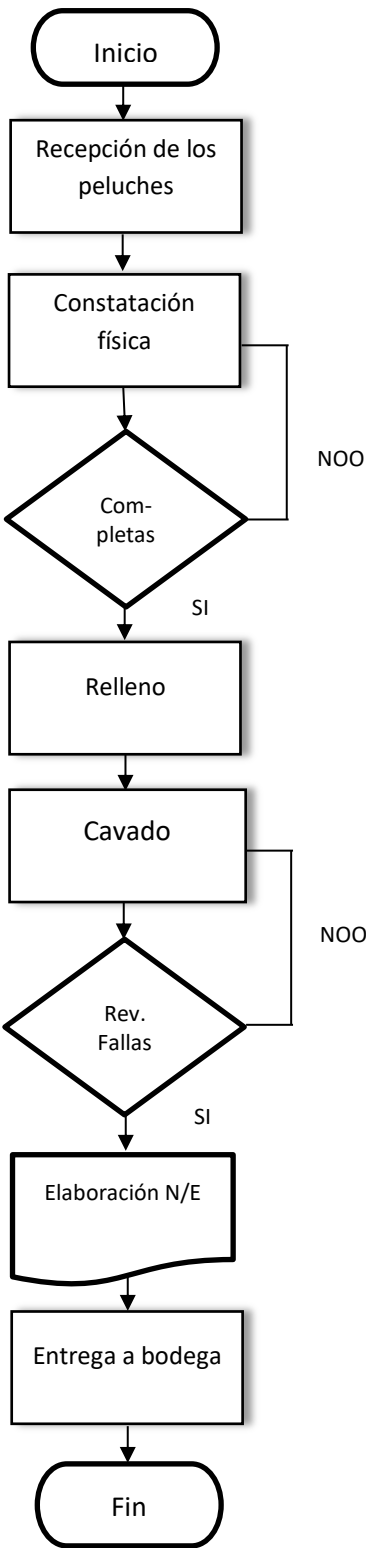 Inicio
Recepción de los
peluches
Constatación
física
NOO
Com-
pletas
SI
Relleno
Cavado
NOO
Rev.
Fallas
SI
Elaboración N/E
Entrega a bodega
Fin